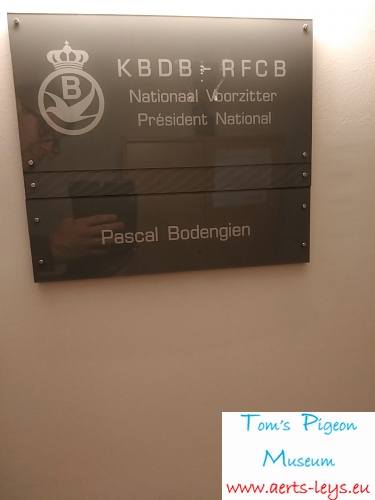 B
KBDB - RFCB
Nationaal Voorzitter
Président National
Pascal Bodengien
Tom's Pigeon
Museum
www.aerts-leys.eu